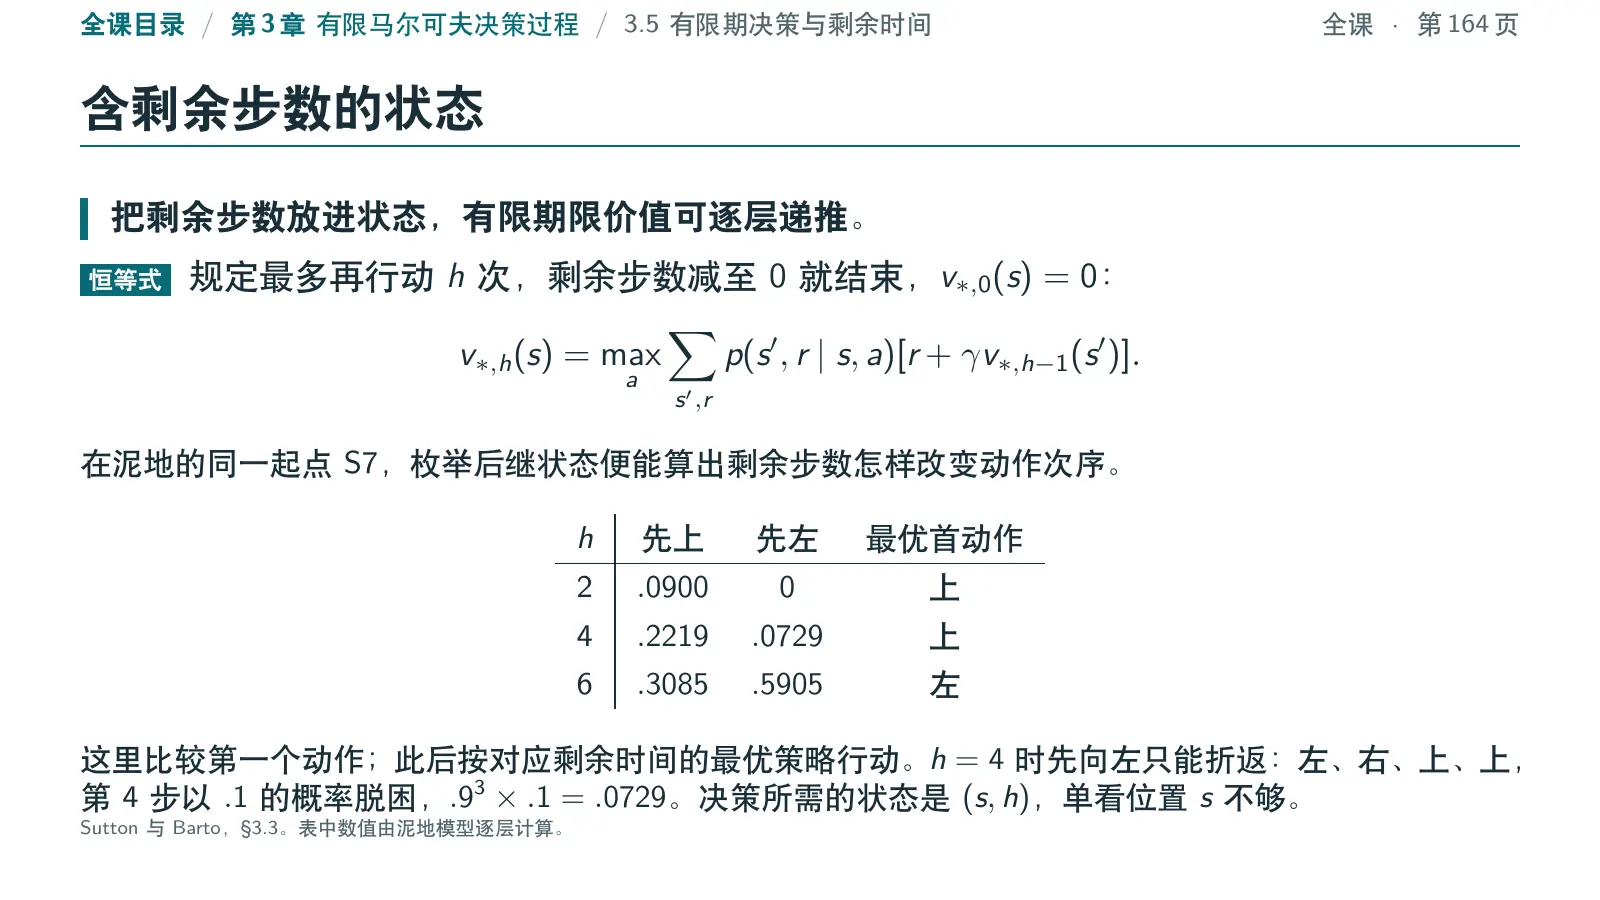 全课目录 / 第 3 章 有限马尔可夫决策过程 / 3.5 有限期决策与剩余时间
全课 · 第 164 页
含剩余步数的状态
把剩余步数放进状态，有限期限价值可逐层递推。
恒等式 规定最多再行动 h 次，剩余步数减至 0 就结束，v∗,0(s) = 0：
v∗,h(s) = max_a ∑_{s′,r} p(s′, r | s, a)[r + γv∗,h−1(s′)].
在泥地的同一起点 S7，枚举后继状态便能算出剩余步数怎样改变动作次序。
h 先上 先左 最优首动作
2 .0900 0 上
4 .2219 .0729 上
6 .3085 .5905 左
这里比较第一个动作；此后按对应剩余时间的最优策略行动。h = 4 时先向左只能折返：左、右、上、上，
第 4 步以 .1 的概率脱困，.9³ × .1 = .0729。决策所需的状态是 (s, h)，单看位置 s 不够。
Sutton 与 Barto，§3.3。表中数值由泥地模型逐层计算。